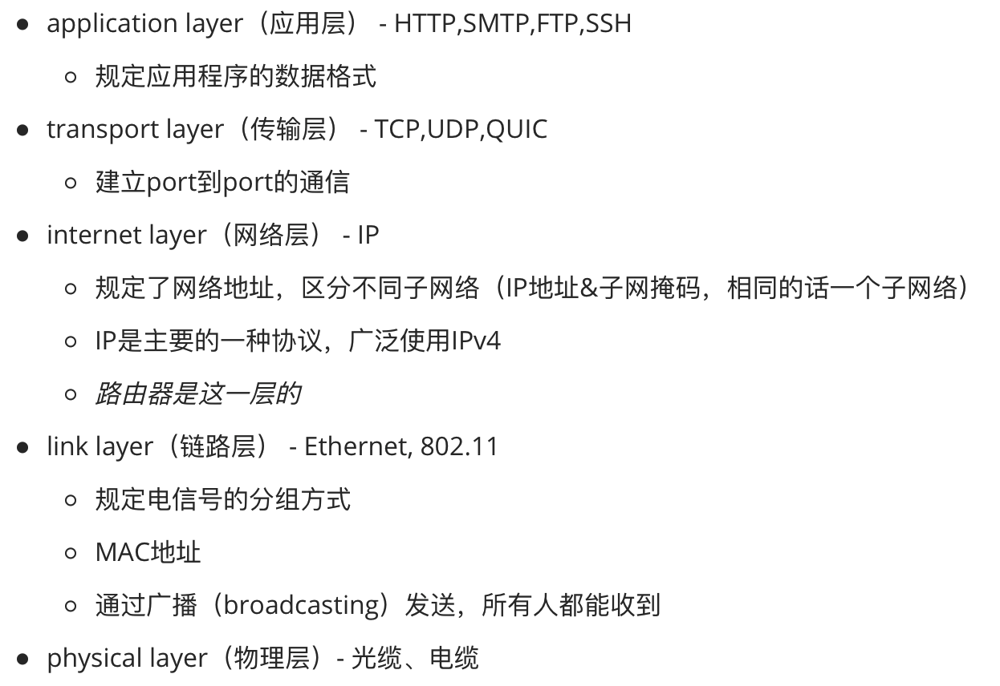 application layer（应用层） - HTTP,SMTP,FTP,SSH
规定应用程序的数据格式
transport layer（传输层） - TCP,UDP,QUIC
建立port到port的通信
internet layer（网络层） - IP
规定了网络地址，区分不同子网络（IP地址&子网掩码，相同的话一个子网络）
IP是主要的一种协议，广泛使用IPv4
路由器是这一层的
link layer（链路层） - Ethernet, 802.11
规定电信号的分组方式
MAC地址
通过广播（broadcasting）发送，所有人都能收到
physical layer（物理层）- 光缆、电缆